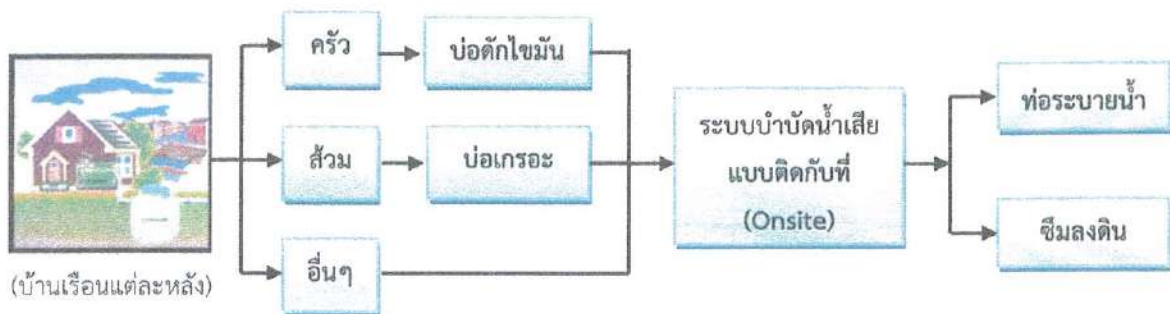 ครัว
บ่อดักไขมัน
ส้วม
บ่อเกรอะ
อื่นๆ
(บ้านเรือนแต่ละหลัง)
ระบบบำบัดน้ำเสีย
แบบติดกับที่
(Onsite)
ท่อระบายน้ำ
ซึมลงดิน